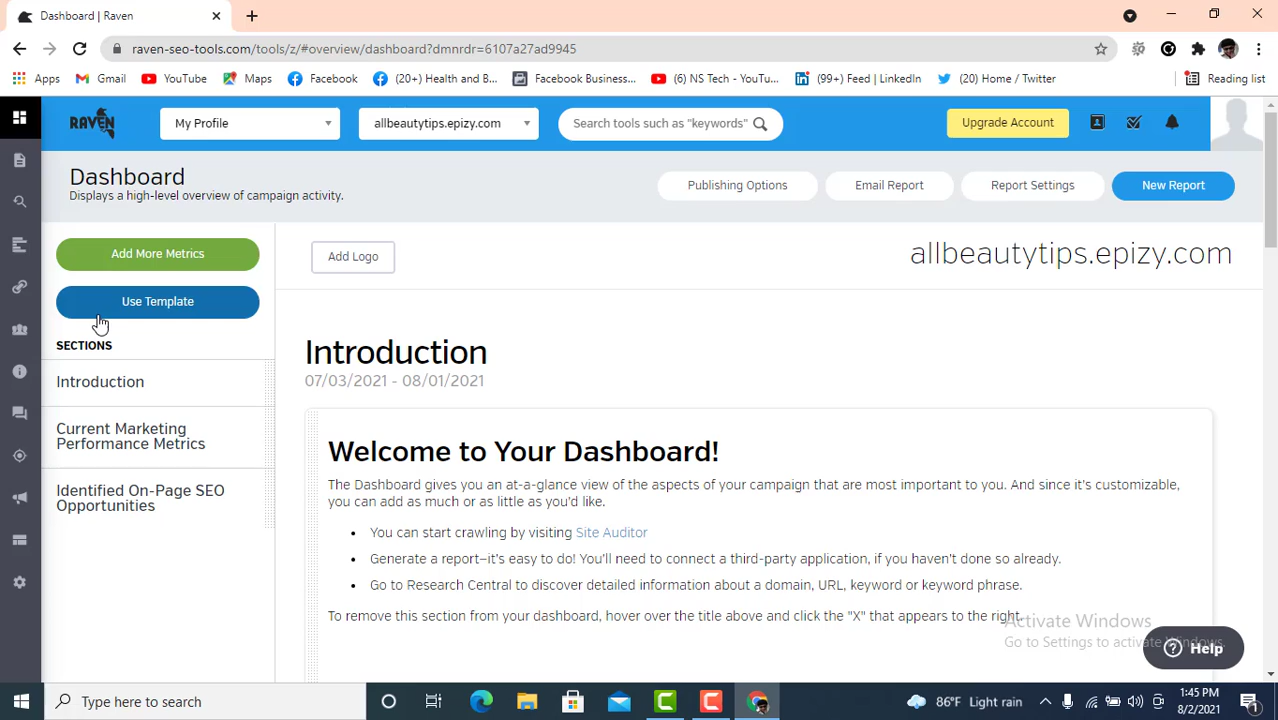 Dashboard | Raven
raven-seo-tools.com/tools/z/#overview/dashboard?dmnrdr=6107a27ad9945
Apps Gmail YouTube Maps Facebook (20+) Health and B... Facebook Business... (6) NS Tech - YouTu... (99+) Feed | LinkedIn (20) Home / Twitter Reading list
RAVEN My Profile allbeautytips.epizy.com Search tools such as "keywords" Upgrade Account
Dashboard
Displays a high-level overview of campaign activity.
Publishing Options Email Report Report Settings New Report
Add More Metrics
Use Template
SECTIONS
Introduction
Current Marketing
Performance Metrics
Identified On-Page SEO
Opportunities
Add Logo
allbeautytips.epizy.com
Introduction
07/03/2021 - 08/01/2021
Welcome to Your Dashboard!
The Dashboard gives you an at-a-glance view of the aspects of your campaign that are most important to you. And since it's customizable,
you can add as much or as little as you'd like.
• You can start crawling by visiting Site Auditor
• Generate a report—it's easy to do! You'll need to connect a third-party application, if you haven't done so already.
• Go to Research Central to discover detailed information about a domain, URL, keyword or keyword phrase.
To remove this section from your dashboard, hover over the title above and click the "X" that appears to the right.
Activate Windows
Go to Settings to activate Windows.
Help
Type here to search
86°F Light rain
1:45 PM
8/2/2021
1